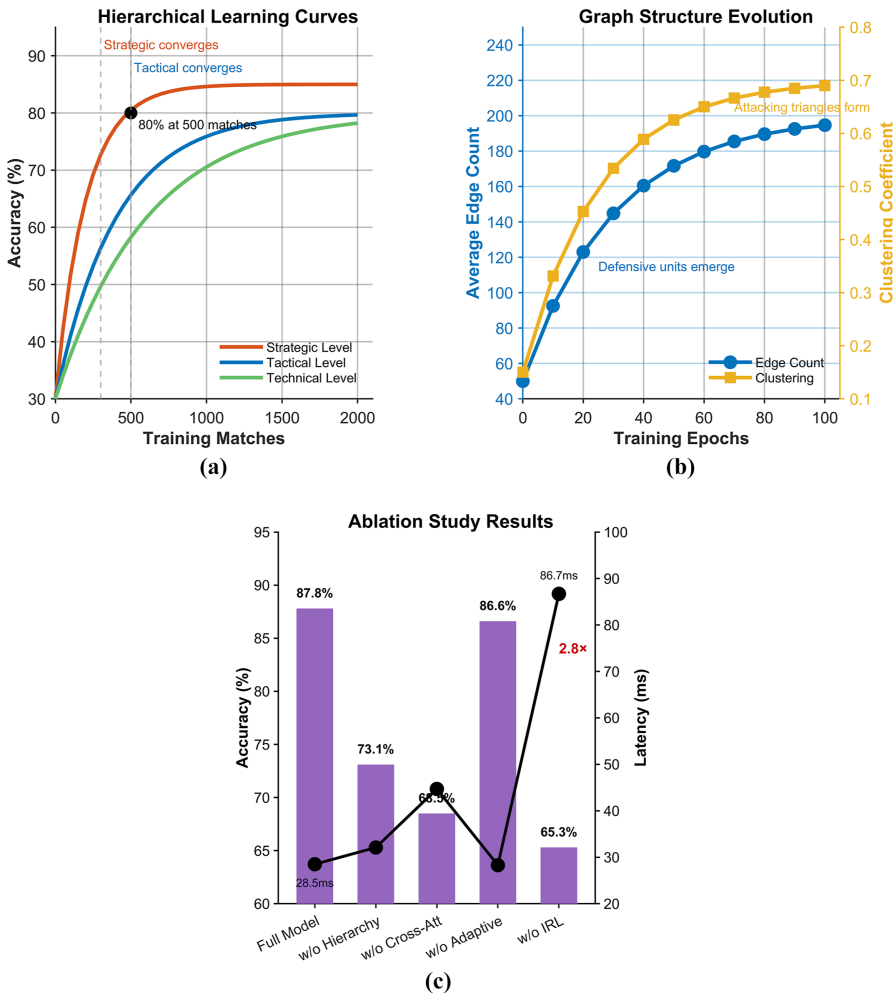 Hierarchical Learning Curves
Strategic converges
Tactical converges
80% at 500 matches
Accuracy (%)
90
80
70
60
50
40
30
Strategic Level
Tactical Level
Technical Level
0
500
1000
1500
2000
Training Matches
(a)
Graph Structure Evolution
Average Edge Count
240
220
200
180
160
140
120
100
80
60
40
Attacking triangles form
Defensive units emerge
Edge Count
Clustering
0.8
0.7
0.6
0.5
0.4
0.3
0.2
0.1
Clustering Coefficient
0
20
40
60
80
100
Training Epochs
(b)
Ablation Study Results
Accuracy (%)
95
90
85
80
75
70
65
60
87.8%
73.1%
68.5%
86.6%
65.3%
28.5ms
86.7ms
2.8×
100
90
80
70
60
50
40
30
20
Latency (ms)
Full Model
w/o Hierarchy
w/o Cross-Att
w/o Adaptive
w/o IRL
(c)